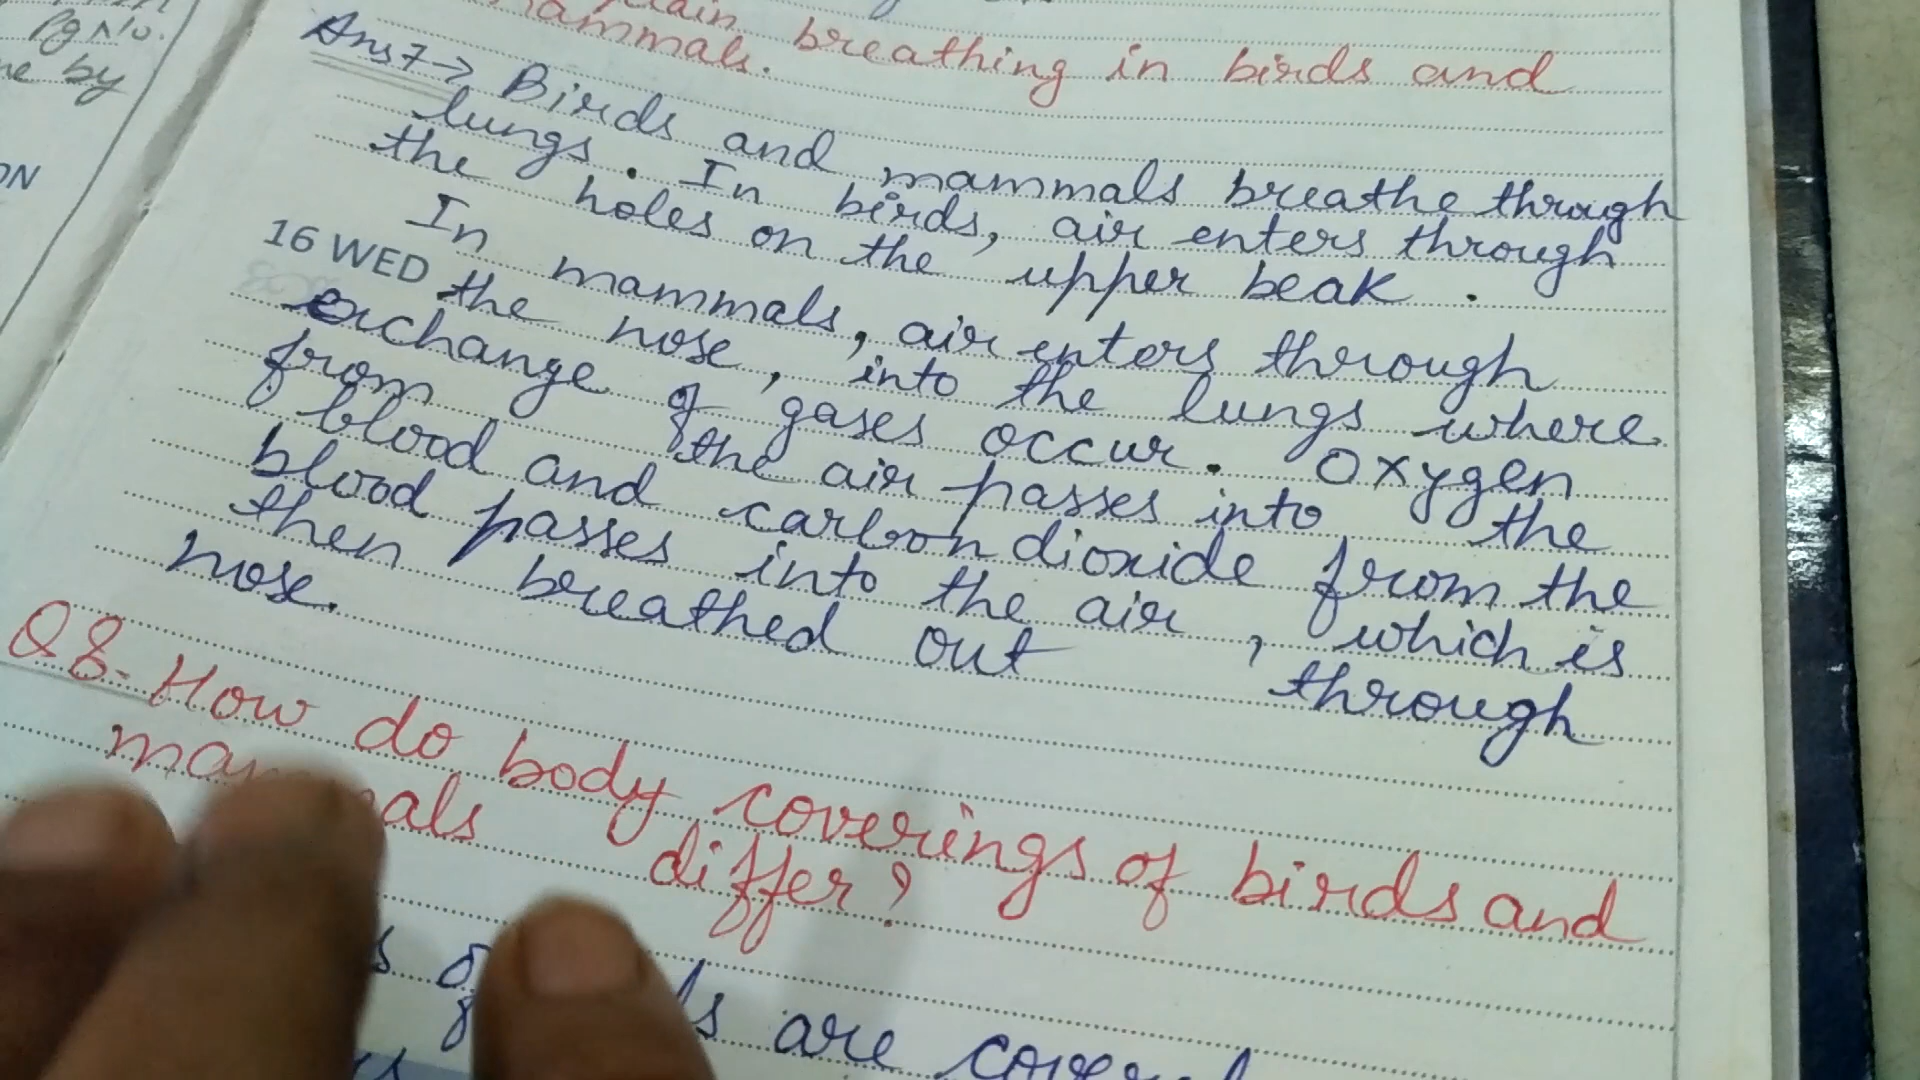 Pg No.
by
ON
breathing in birds and
mammals.
Ans7-> Birds and mammals breathe through
lungs. In birds, air enters through
the holes on the upper beak.
In mammals, air enters through
16 WED the nose, into the lungs where
exchange of gases occur. Oxygen
from the air passes into the
blood and carbon dioxide from the
blood passes into the air, which is
then breathed out through
nose.
Q8- How do body coverings of birds and
differ?
are